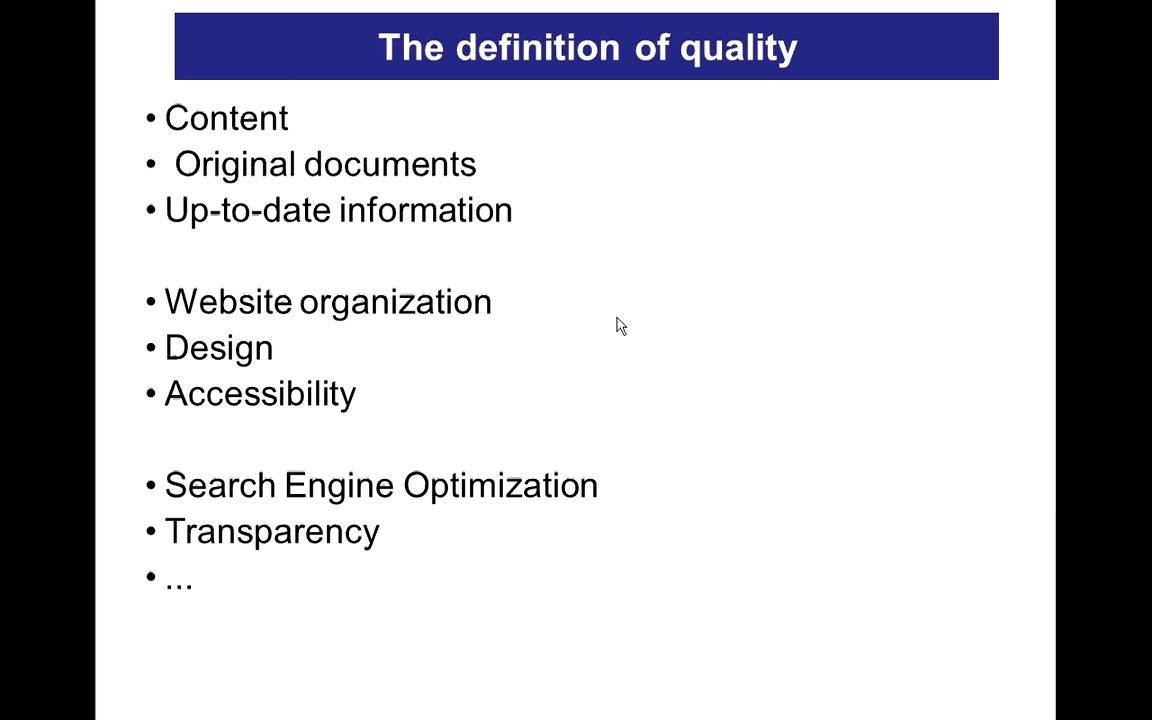 The definition of quality
• Content
• Original documents
• Up-to-date information
• Website organization
• Design
• Accessibility
• Search Engine Optimization
• Transparency
• ...